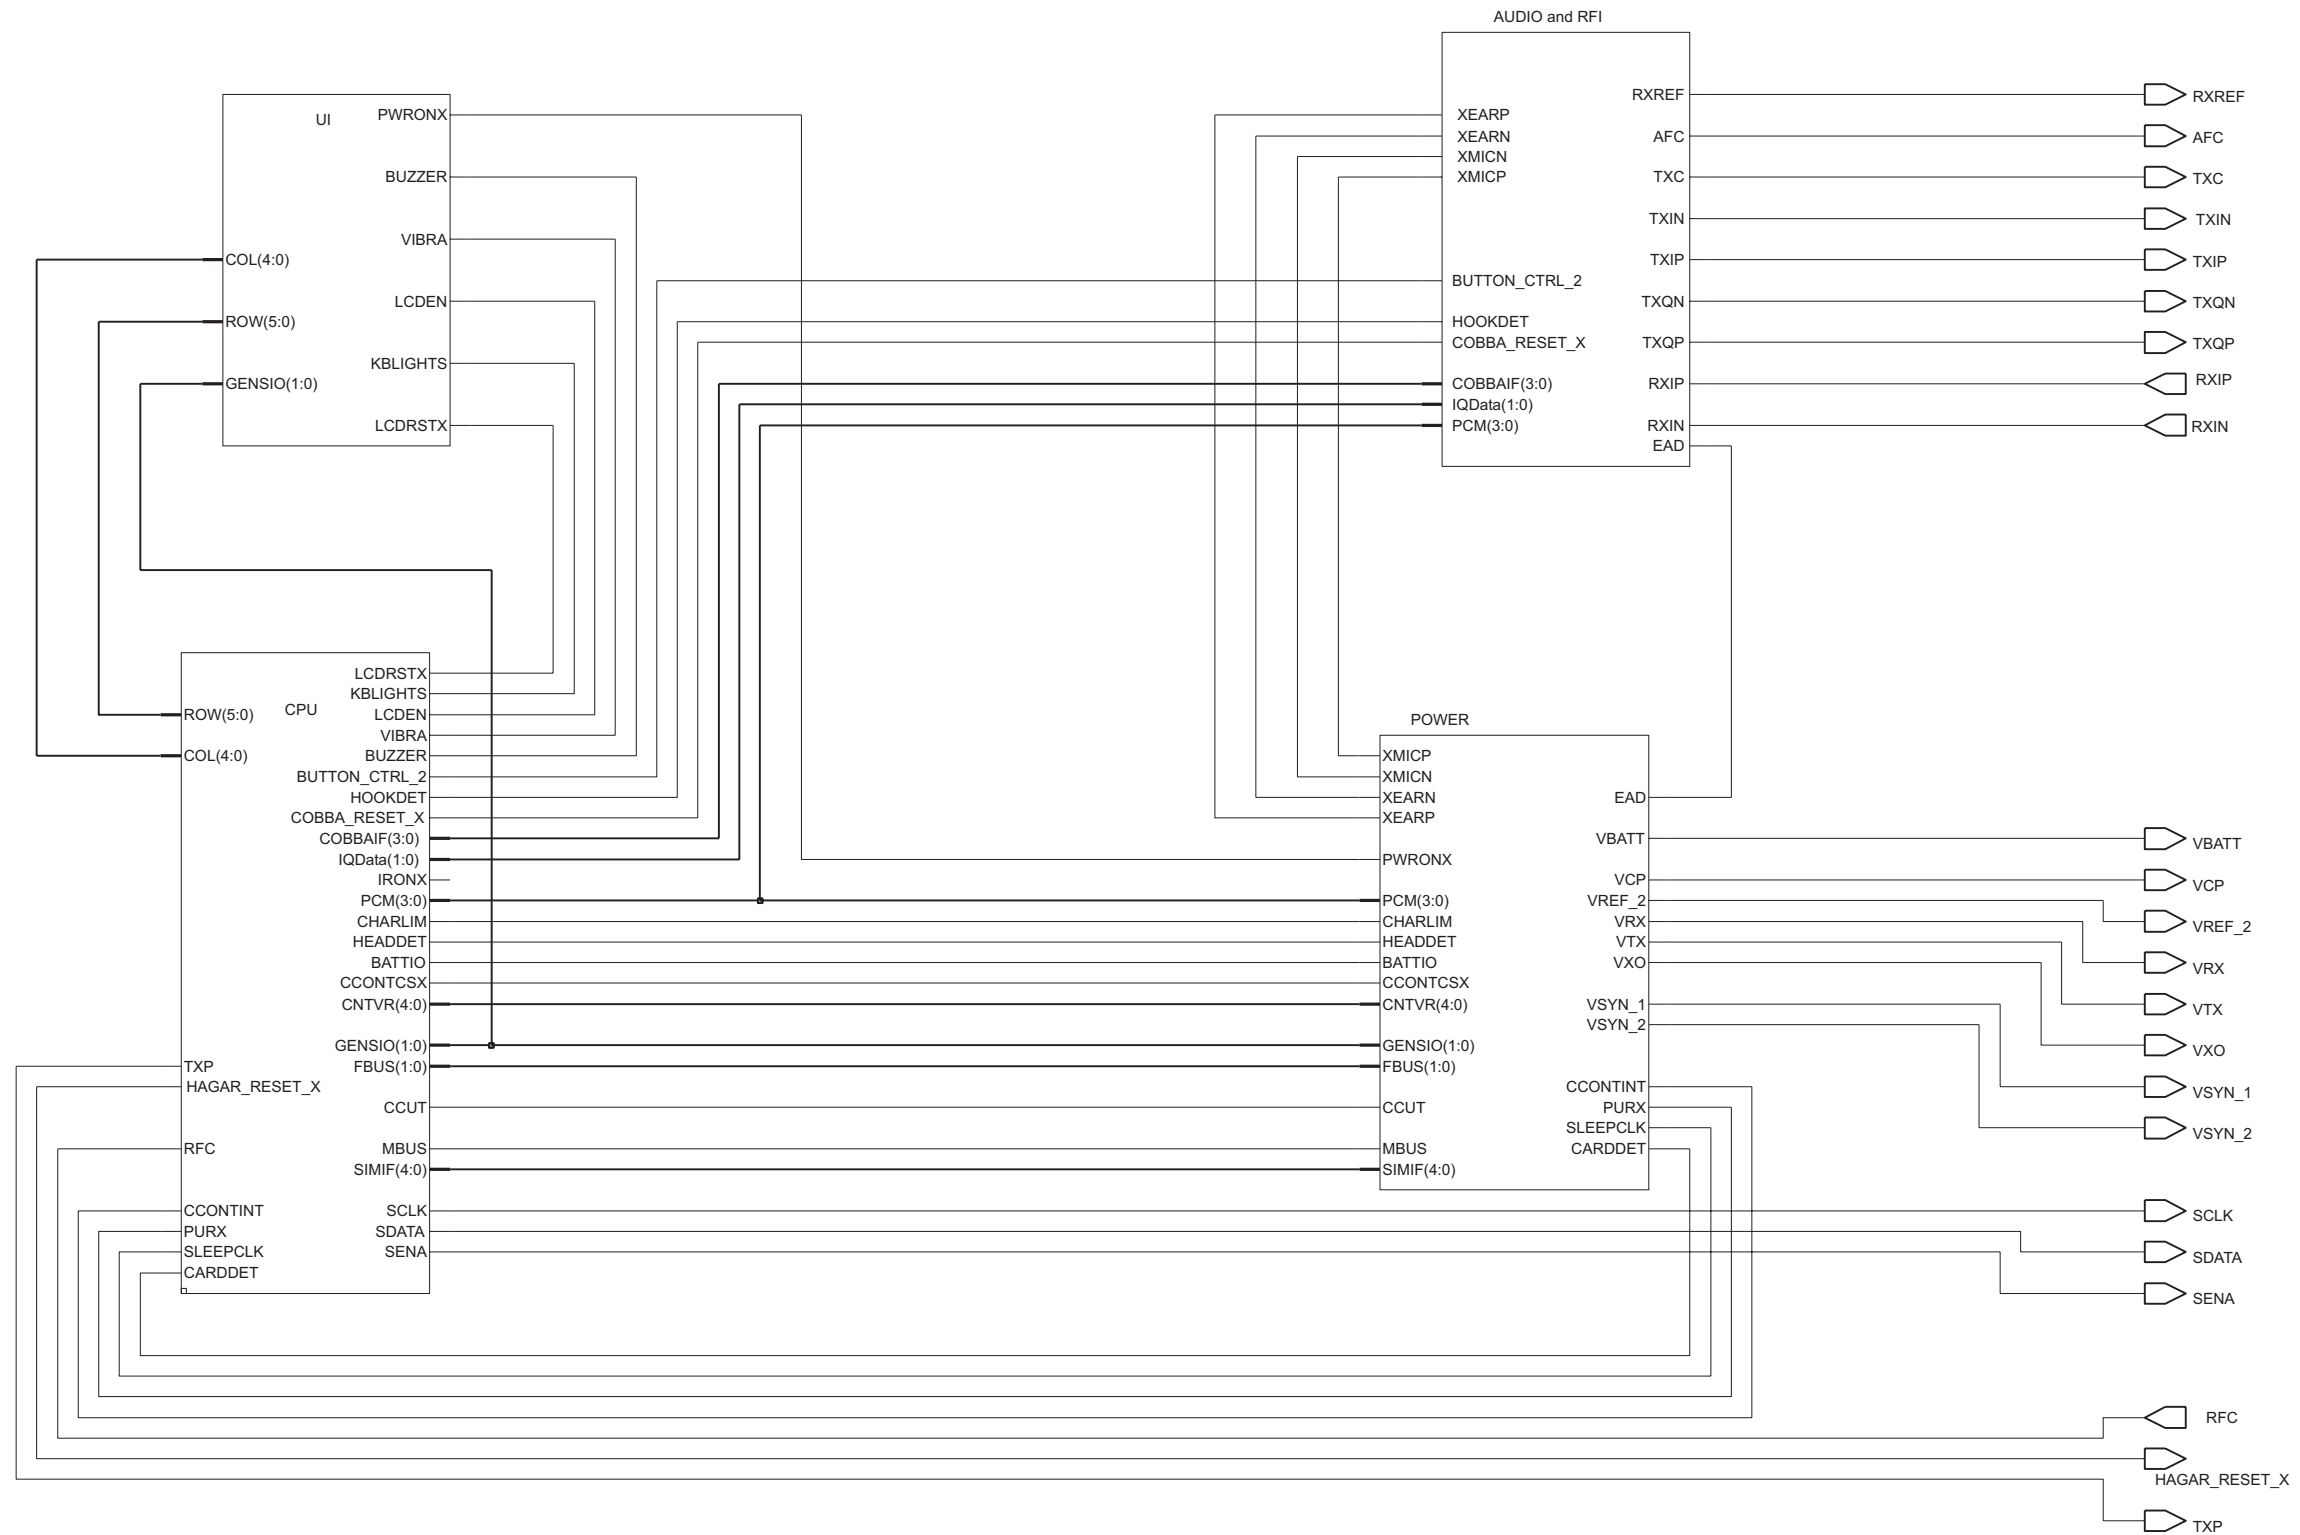 AUDIO and RFI
XEARP
XEARN
XMICN
XMICP
BUTTON_CTRL_2
HOOKDET
COBBA_RESET_X
COBBAIF(3:0)
IQData(1:0)
PCM(3:0)
RXREF
AFC
TXC
TXIN
TXIP
TXQN
TXQP
RXIP
RXIN
EAD
RXREF
AFC
TXC
TXIN
TXIP
TXQN
TXQP
RXIP
RXIN
UI
COL(4:0)
ROW(5:0)
GENSIO(1:0)
PWRONX
BUZZER
VIBRA
LCDEN
KBLIGHTS
LCDRSTX
CPU
ROW(5:0)
COL(4:0)
TXP
HAGAR_RESET_X
RFC
CCONTINT
PURX
SLEEPCLK
CARDDET
LCDRSTX
KBLIGHTS
LCDEN
VIBRA
BUZZER
BUTTON_CTRL_2
HOOKDET
COBBA_RESET_X
COBBAIF(3:0)
IQData(1:0)
IRONX
PCM(3:0)
CHARLIM
HEADDET
BATTIO
CCONTCSX
CNTVR(4:0)
GENSIO(1:0)
FBUS(1:0)
CCUT
MBUS
SIMIF(4:0)
SCLK
SDATA
SENA
POWER
XMICP
XMICN
XEARN
XEARP
PWRONX
PCM(3:0)
CHARLIM
HEADDET
BATTIO
CCONTCSX
CNTVR(4:0)
GENSIO(1:0)
FBUS(1:0)
CCUT
MBUS
SIMIF(4:0)
EAD
VBATT
VCP
VREF_2
VRX
VTX
VXO
VSYN_1
VSYN_2
CCONTINT
PURX
SLEEPCLK
CARDDET
VBATT
VCP
VREF_2
VRX
VTX
VXO
VSYN_1
VSYN_2
SCLK
SDATA
SENA
RFC
HAGAR_RESET_X
TXP